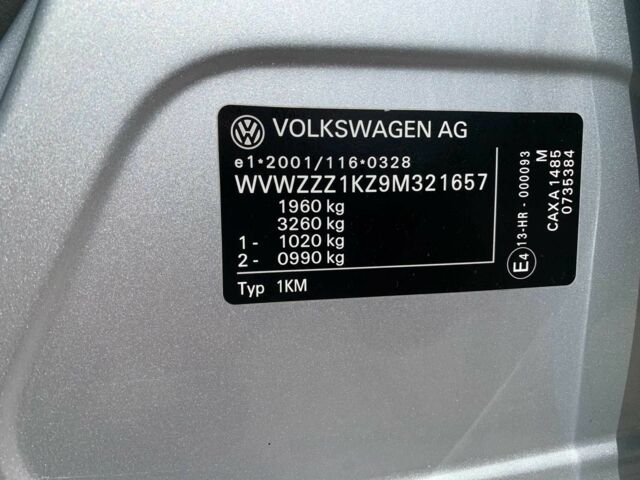 VOLKSWAGEN AG
e1*2001/116*0328
WVWZZZ1KZ9M321657
1960 kg
3260 kg
1 - 1020 kg
2 - 0990 kg
Typ 1KM
E4
13-HR - 000093
M
CAXA1485
0735384